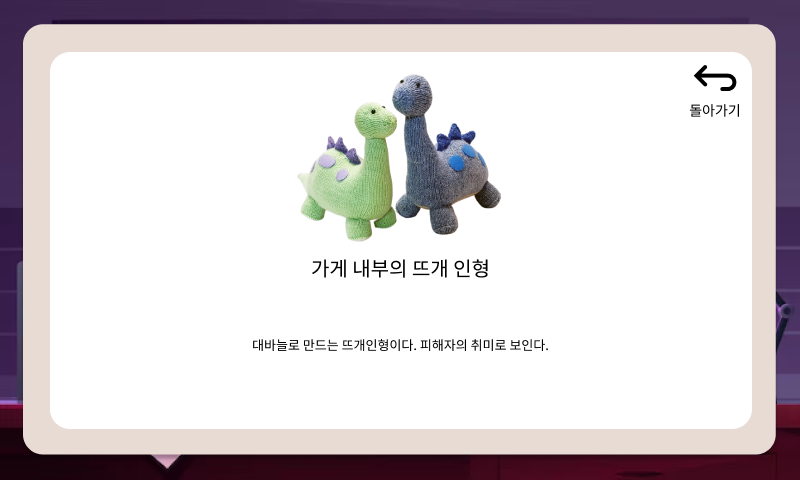 돌아가기
가게 내부의 뜨개 인형
대바늘로 만드는 뜨개인형이다. 피해자의 취미로 보인다.